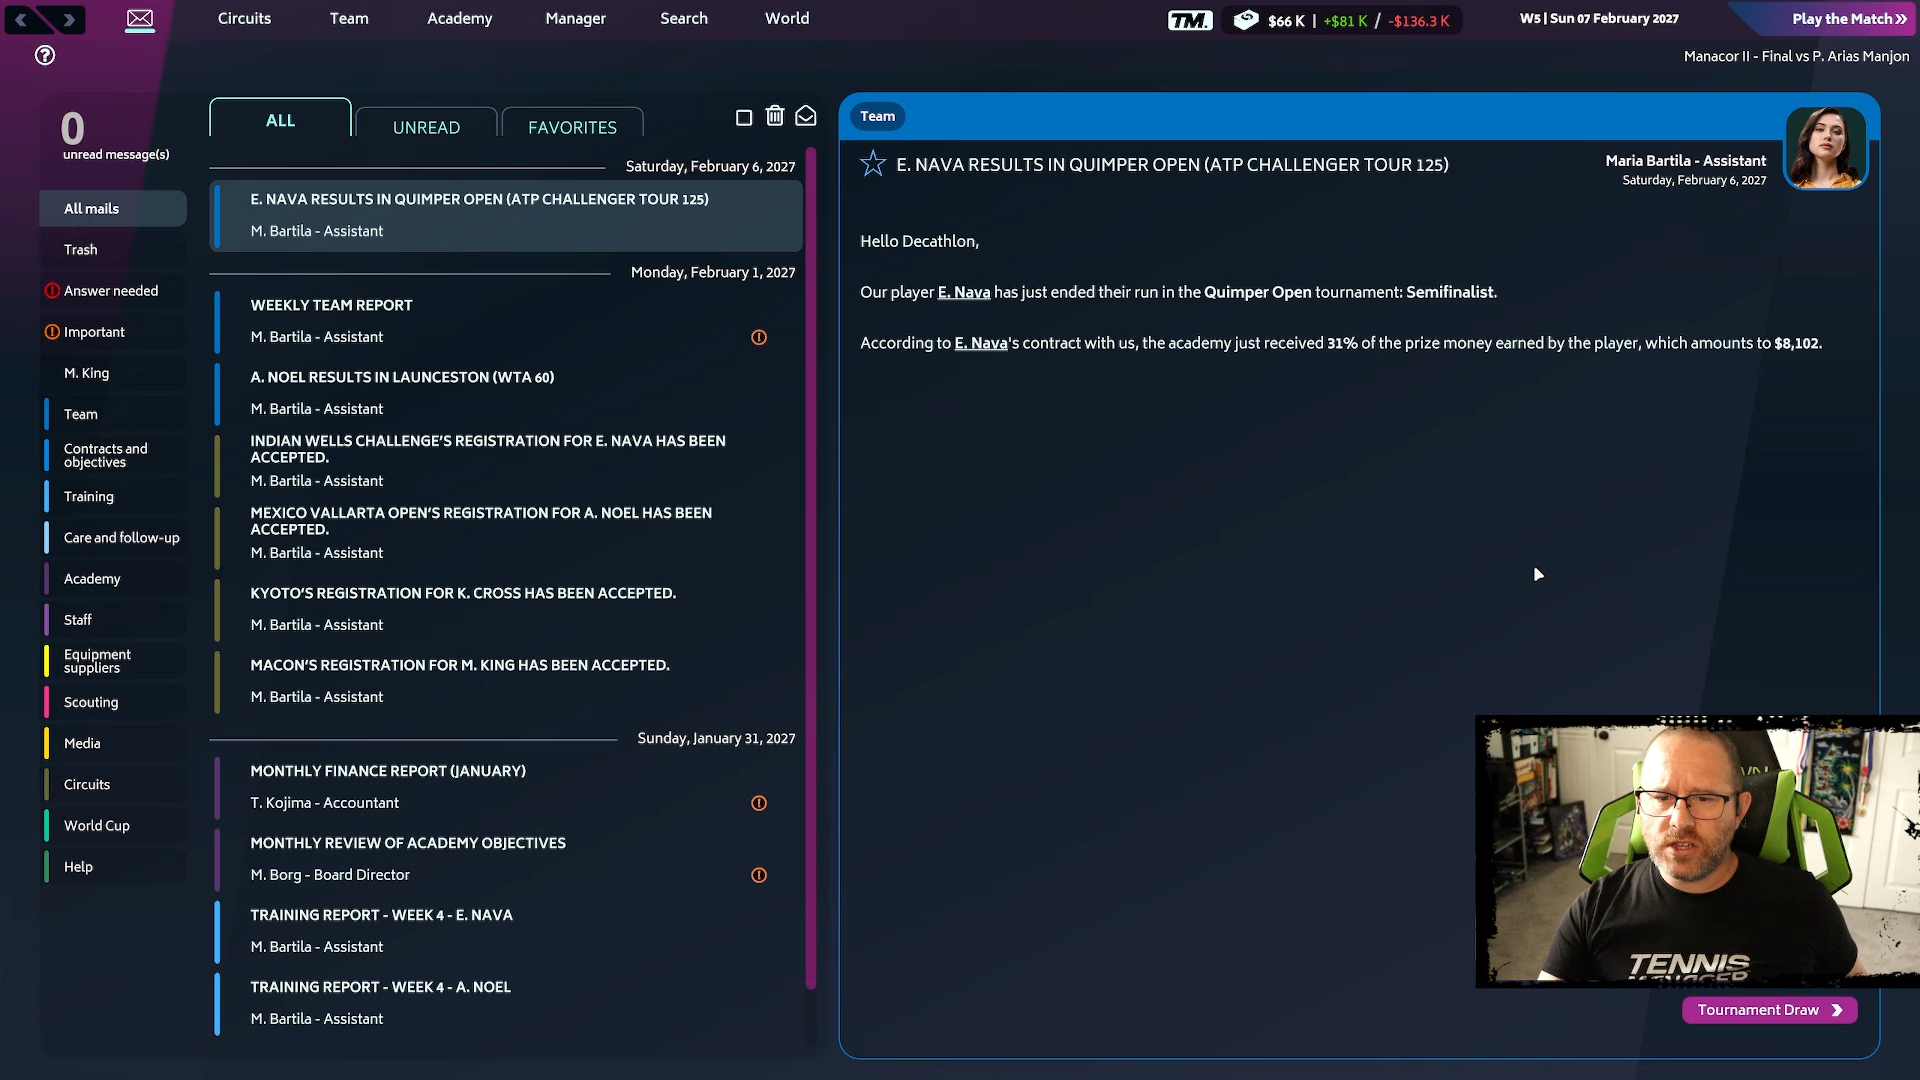 Circuits
Team
Academy
Manager
Search
World
TM.
$66 K | +$81 K / -$136.3 K
W5 | Sun 07 February 2027
Play the Match
Manacor II - Final vs P. Arias Manjon
0
unread message(s)
All mails
Trash
Answer needed
Important
M. King
Team
Contracts and
objectives
Training
Care and follow-up
Academy
Staff
Equipment
suppliers
Scouting
Media
Circuits
World Cup
Help
ALL
UNREAD
FAVORITES
Saturday, February 6, 2027
E. NAVA RESULTS IN QUIMPER OPEN (ATP CHALLENGER TOUR 125)
M. Bartila - Assistant
Monday, February 1, 2027
WEEKLY TEAM REPORT
M. Bartila - Assistant
A. NOEL RESULTS IN LAUNCESTON (WTA 60)
M. Bartila - Assistant
INDIAN WELLS CHALLENGE'S REGISTRATION FOR E. NAVA HAS BEEN
ACCEPTED.
M. Bartila - Assistant
MEXICO VALLARTA OPEN'S REGISTRATION FOR A. NOEL HAS BEEN
ACCEPTED.
M. Bartila - Assistant
KYOTO'S REGISTRATION FOR K. CROSS HAS BEEN ACCEPTED.
M. Bartila - Assistant
MACON'S REGISTRATION FOR M. KING HAS BEEN ACCEPTED.
M. Bartila - Assistant
Sunday, January 31, 2027
MONTHLY FINANCE REPORT (JANUARY)
T. Kojima - Accountant
MONTHLY REVIEW OF ACADEMY OBJECTIVES
M. Borg - Board Director
TRAINING REPORT - WEEK 4 - E. NAVA
M. Bartila - Assistant
TRAINING REPORT - WEEK 4 - A. NOEL
M. Bartila - Assistant
Team
E. NAVA RESULTS IN QUIMPER OPEN (ATP CHALLENGER TOUR 125)
Maria Bartila - Assistant
Saturday, February 6, 2027
Hello Decathlon,
Our player E. Nava has just ended their run in the Quimper Open tournament: Semifinalist.
According to E. Nava's contract with us, the academy just received 31% of the prize money earned by the player, which amounts to $8,102.
TENNIS
MANAGER
Tournament Draw